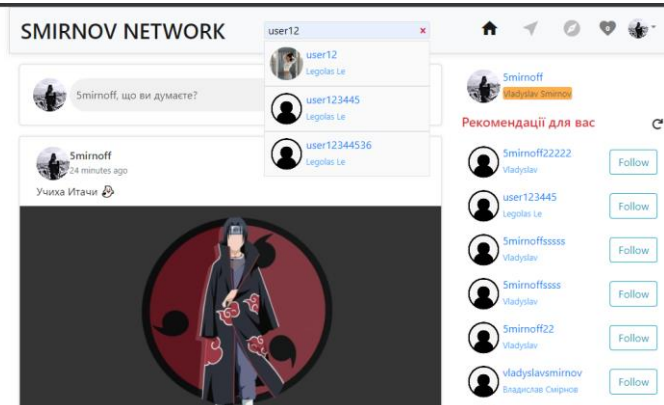 SMIRNOV NETWORK
user12
×
0
user12
Legolas Le
user123445
Legolas Le
user12344536
Legolas Le
5mirnoff, що ви думаєте?
5mirnoff
24 minutes ago
Учиха Итачи
5mirnoff
Vladyslav Smirnov
Рекомендації для вас
5mirnoff22222
Vladyslav
Follow
user123445
Legolas Le
Follow
5mirnoffsssss
Vladyslav
Follow
5mirnoffssss
Vladyslav
Follow
5mirnoff22
Vladyslav
Follow
vladyslavsmirnov
Владислав Смірнов
Follow